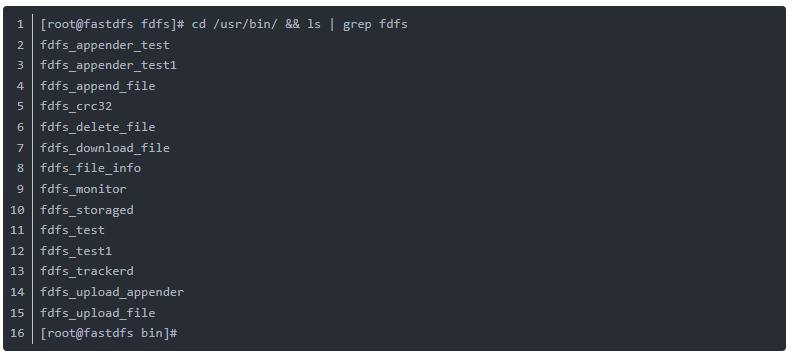 1 [root@fastdfs fdfs]# cd /usr/bin/ && ls | grep fdfs
2 fdfs_appender_test
3 fdfs_appender_test1
4 fdfs_append_file
5 fdfs_crc32
6 fdfs_delete_file
7 fdfs_download_file
8 fdfs_file_info
9 fdfs_monitor
10 fdfs_storaged
11 fdfs_test
12 fdfs_test1
13 fdfs_trackerd
14 fdfs_upload_appender
15 fdfs_upload_file
16 [root@fastdfs bin]#